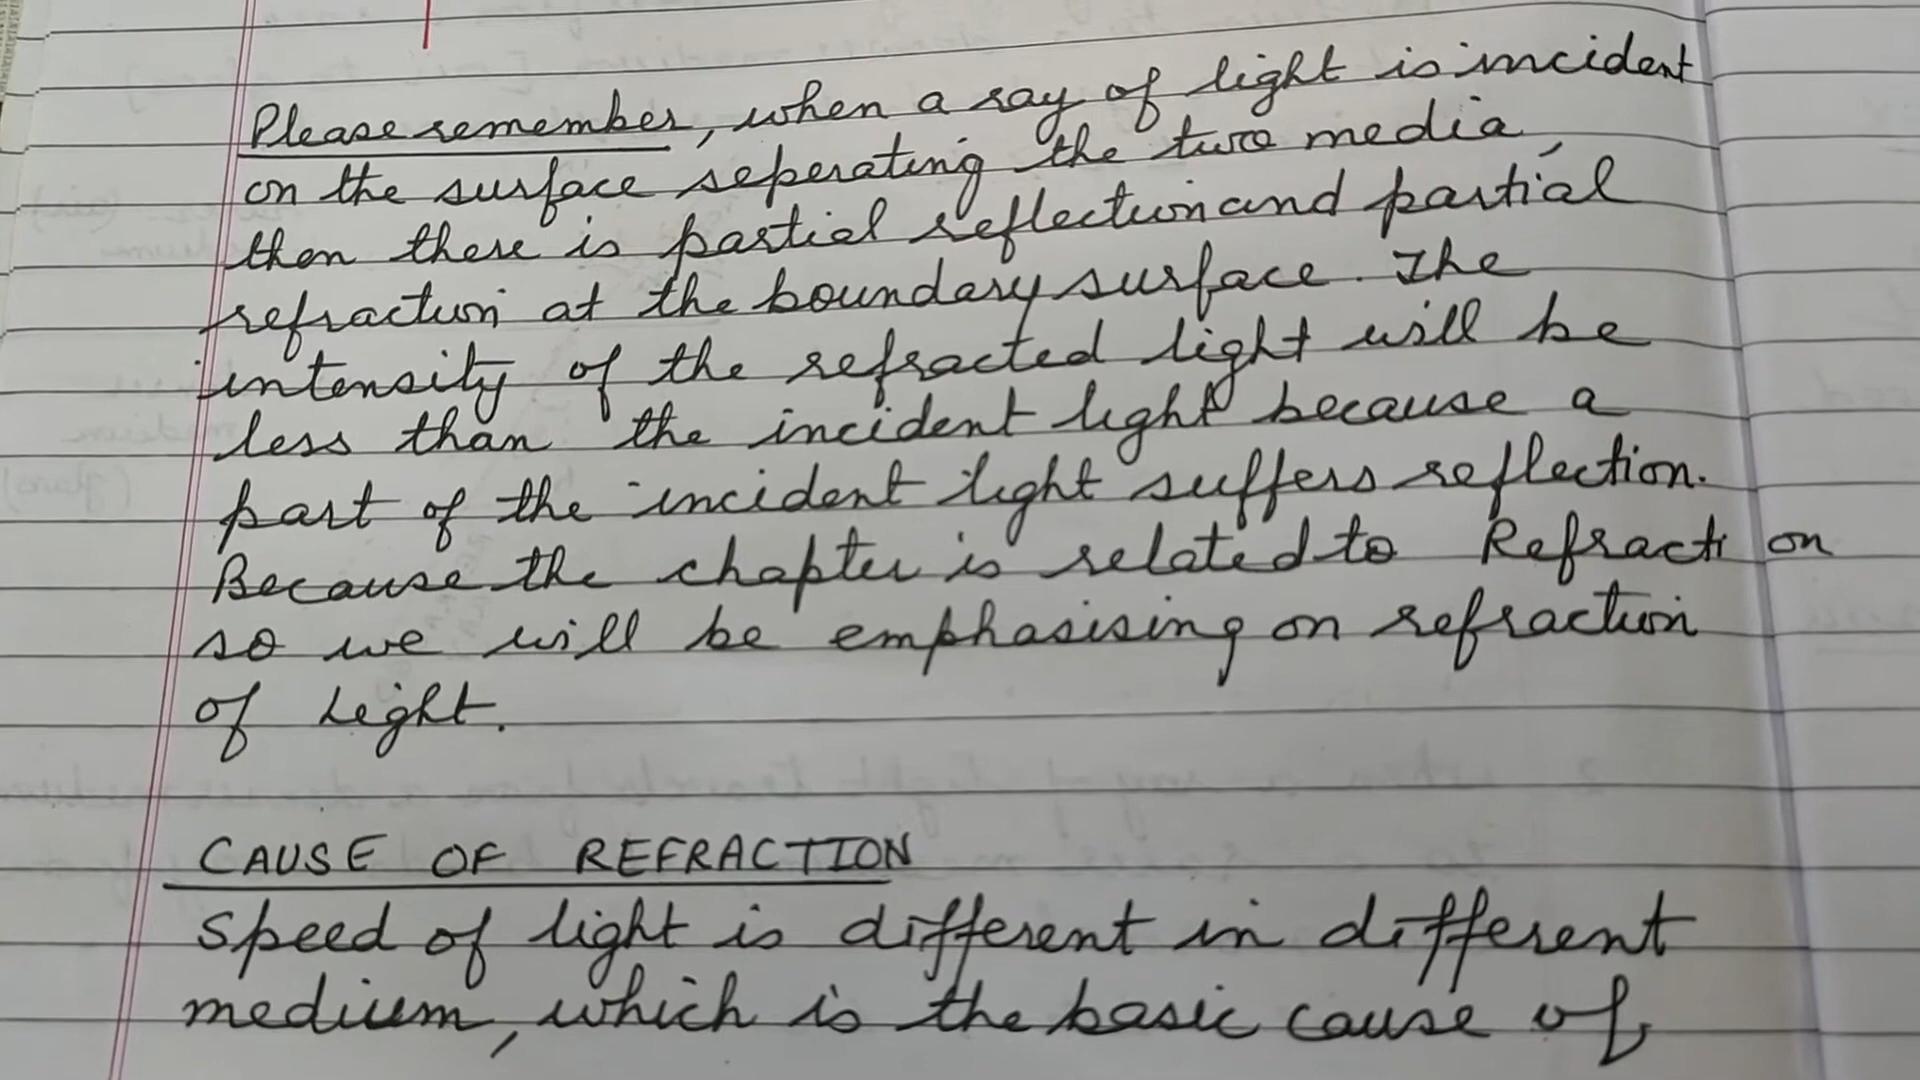 Please remember, when a ray of light is incident
on the surface seperating the two media,
then there is partial reflection and partial
refraction at the boundary surface. The
intensity of the refracted light will be
less than the incident light because a
part of the incident light suffers reflection.
Because the chapter is related to Refraction
so we will be emphasising on refraction
of Light.
CAUSE OF REFRACTION
Speed of light is different in different
medium, which is the basic cause of